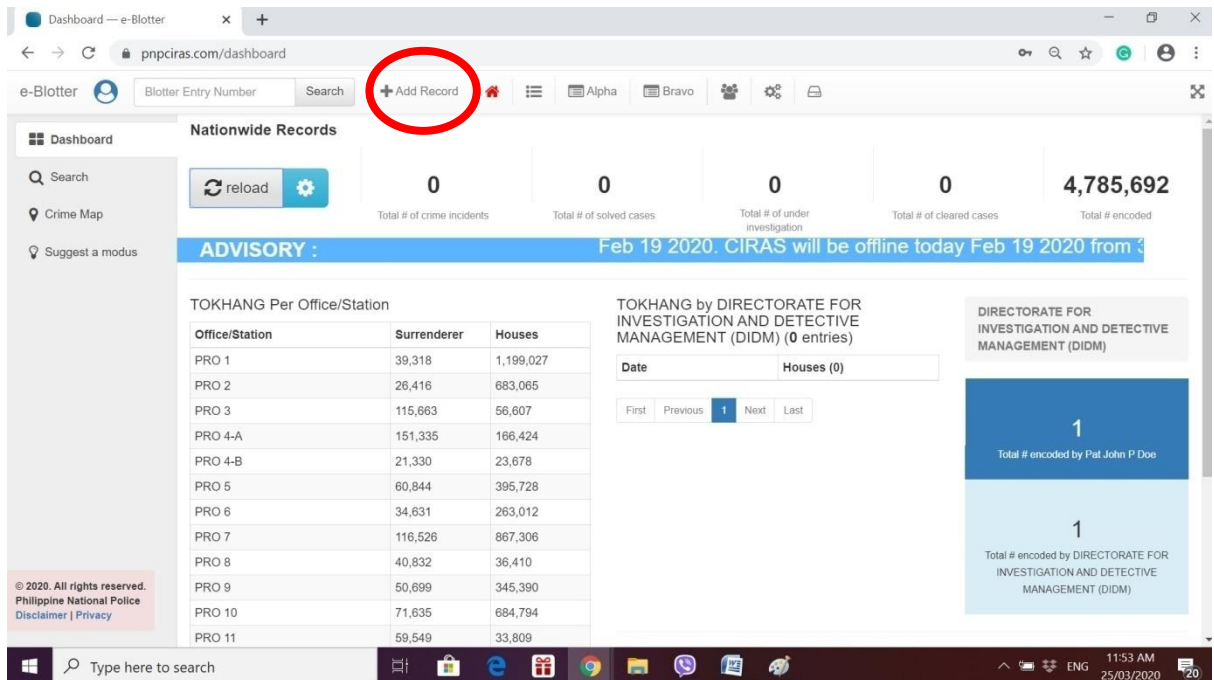 Dashboard — e-Blotter
pnpciras.com/dashboard
e-Blotter
Blotter Entry Number
Search
Add Record
Alpha
Bravo
Dashboard
Search
Crime Map
Suggest a modus
Nationwide Records
reload
0
Total # of crime incidents
0
Total # of solved cases
0
Total # of under
investigation
0
Total # of cleared cases
4,785,692
Total # encoded
ADVISORY : Feb 19 2020. CIRAS will be offline today Feb 19 2020 from
TOKHANG Per Office/Station
Office/Station Surrenderer Houses
PRO 1 39,318 1,199,027
PRO 2 26,416 683,065
PRO 3 115,663 56,607
PRO 4-A 151,335 166,424
PRO 4-B 21,330 23,678
PRO 5 60,844 395,728
PRO 6 34,631 263,012
PRO 7 116,526 867,306
PRO 8 40,832 36,410
PRO 9 50,699 345,390
PRO 10 71,635 684,794
PRO 11 59,549 33,809
TOKHANG by DIRECTORATE FOR
INVESTIGATION AND DETECTIVE
MANAGEMENT (DIDM) (0 entries)
Date Houses (0)
First Previous 1 Next Last
DIRECTORATE FOR
INVESTIGATION AND DETECTIVE
MANAGEMENT (DIDM)
1
Total # encoded by Pat John P Doe
1
Total # encoded by DIRECTORATE FOR
INVESTIGATION AND DETECTIVE
MANAGEMENT (DIDM)
© 2020. All rights reserved.
Philippine National Police
Disclaimer | Privacy
Type here to search
ENG
11:53 AM
25/03/2020
20